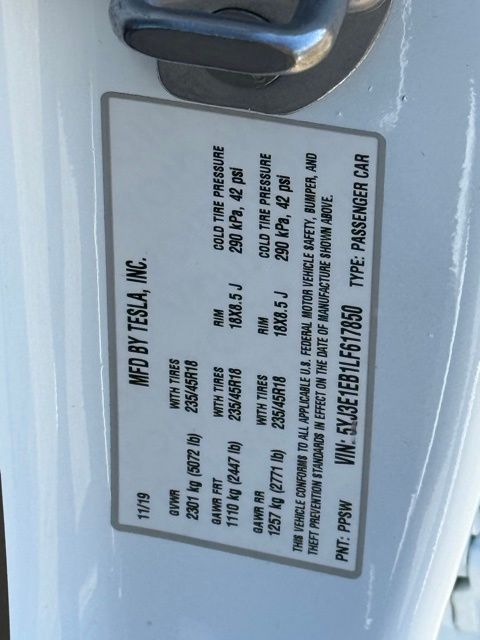 MFD BY TESLA, INC.
11/19
GVWR WITH TIRES RIM COLD TIRE PRESSURE
2301 kg (5072 lb) 235/45R18 18X8.5 J 290 kPa, 42 psi
GAWR FRT WITH TIRES RIM COLD TIRE PRESSURE
1110 kg (2447 lb) 235/45R18 18X8.5 J 290 kPa, 42 psi
GAWR RR
1257 kg (2771 lb) 235/45R18
THIS VEHICLE CONFORMS TO ALL APPLICABLE U.S. FEDERAL MOTOR VEHICLE SAFETY, BUMPER, AND
THEFT PREVENTION STANDARDS IN EFFECT ON THE DATE OF MANUFACTURE SHOWN ABOVE.
PNT: PPSW VIN: 5YJ3E1EB1LF617850 TYPE: PASSENGER CAR